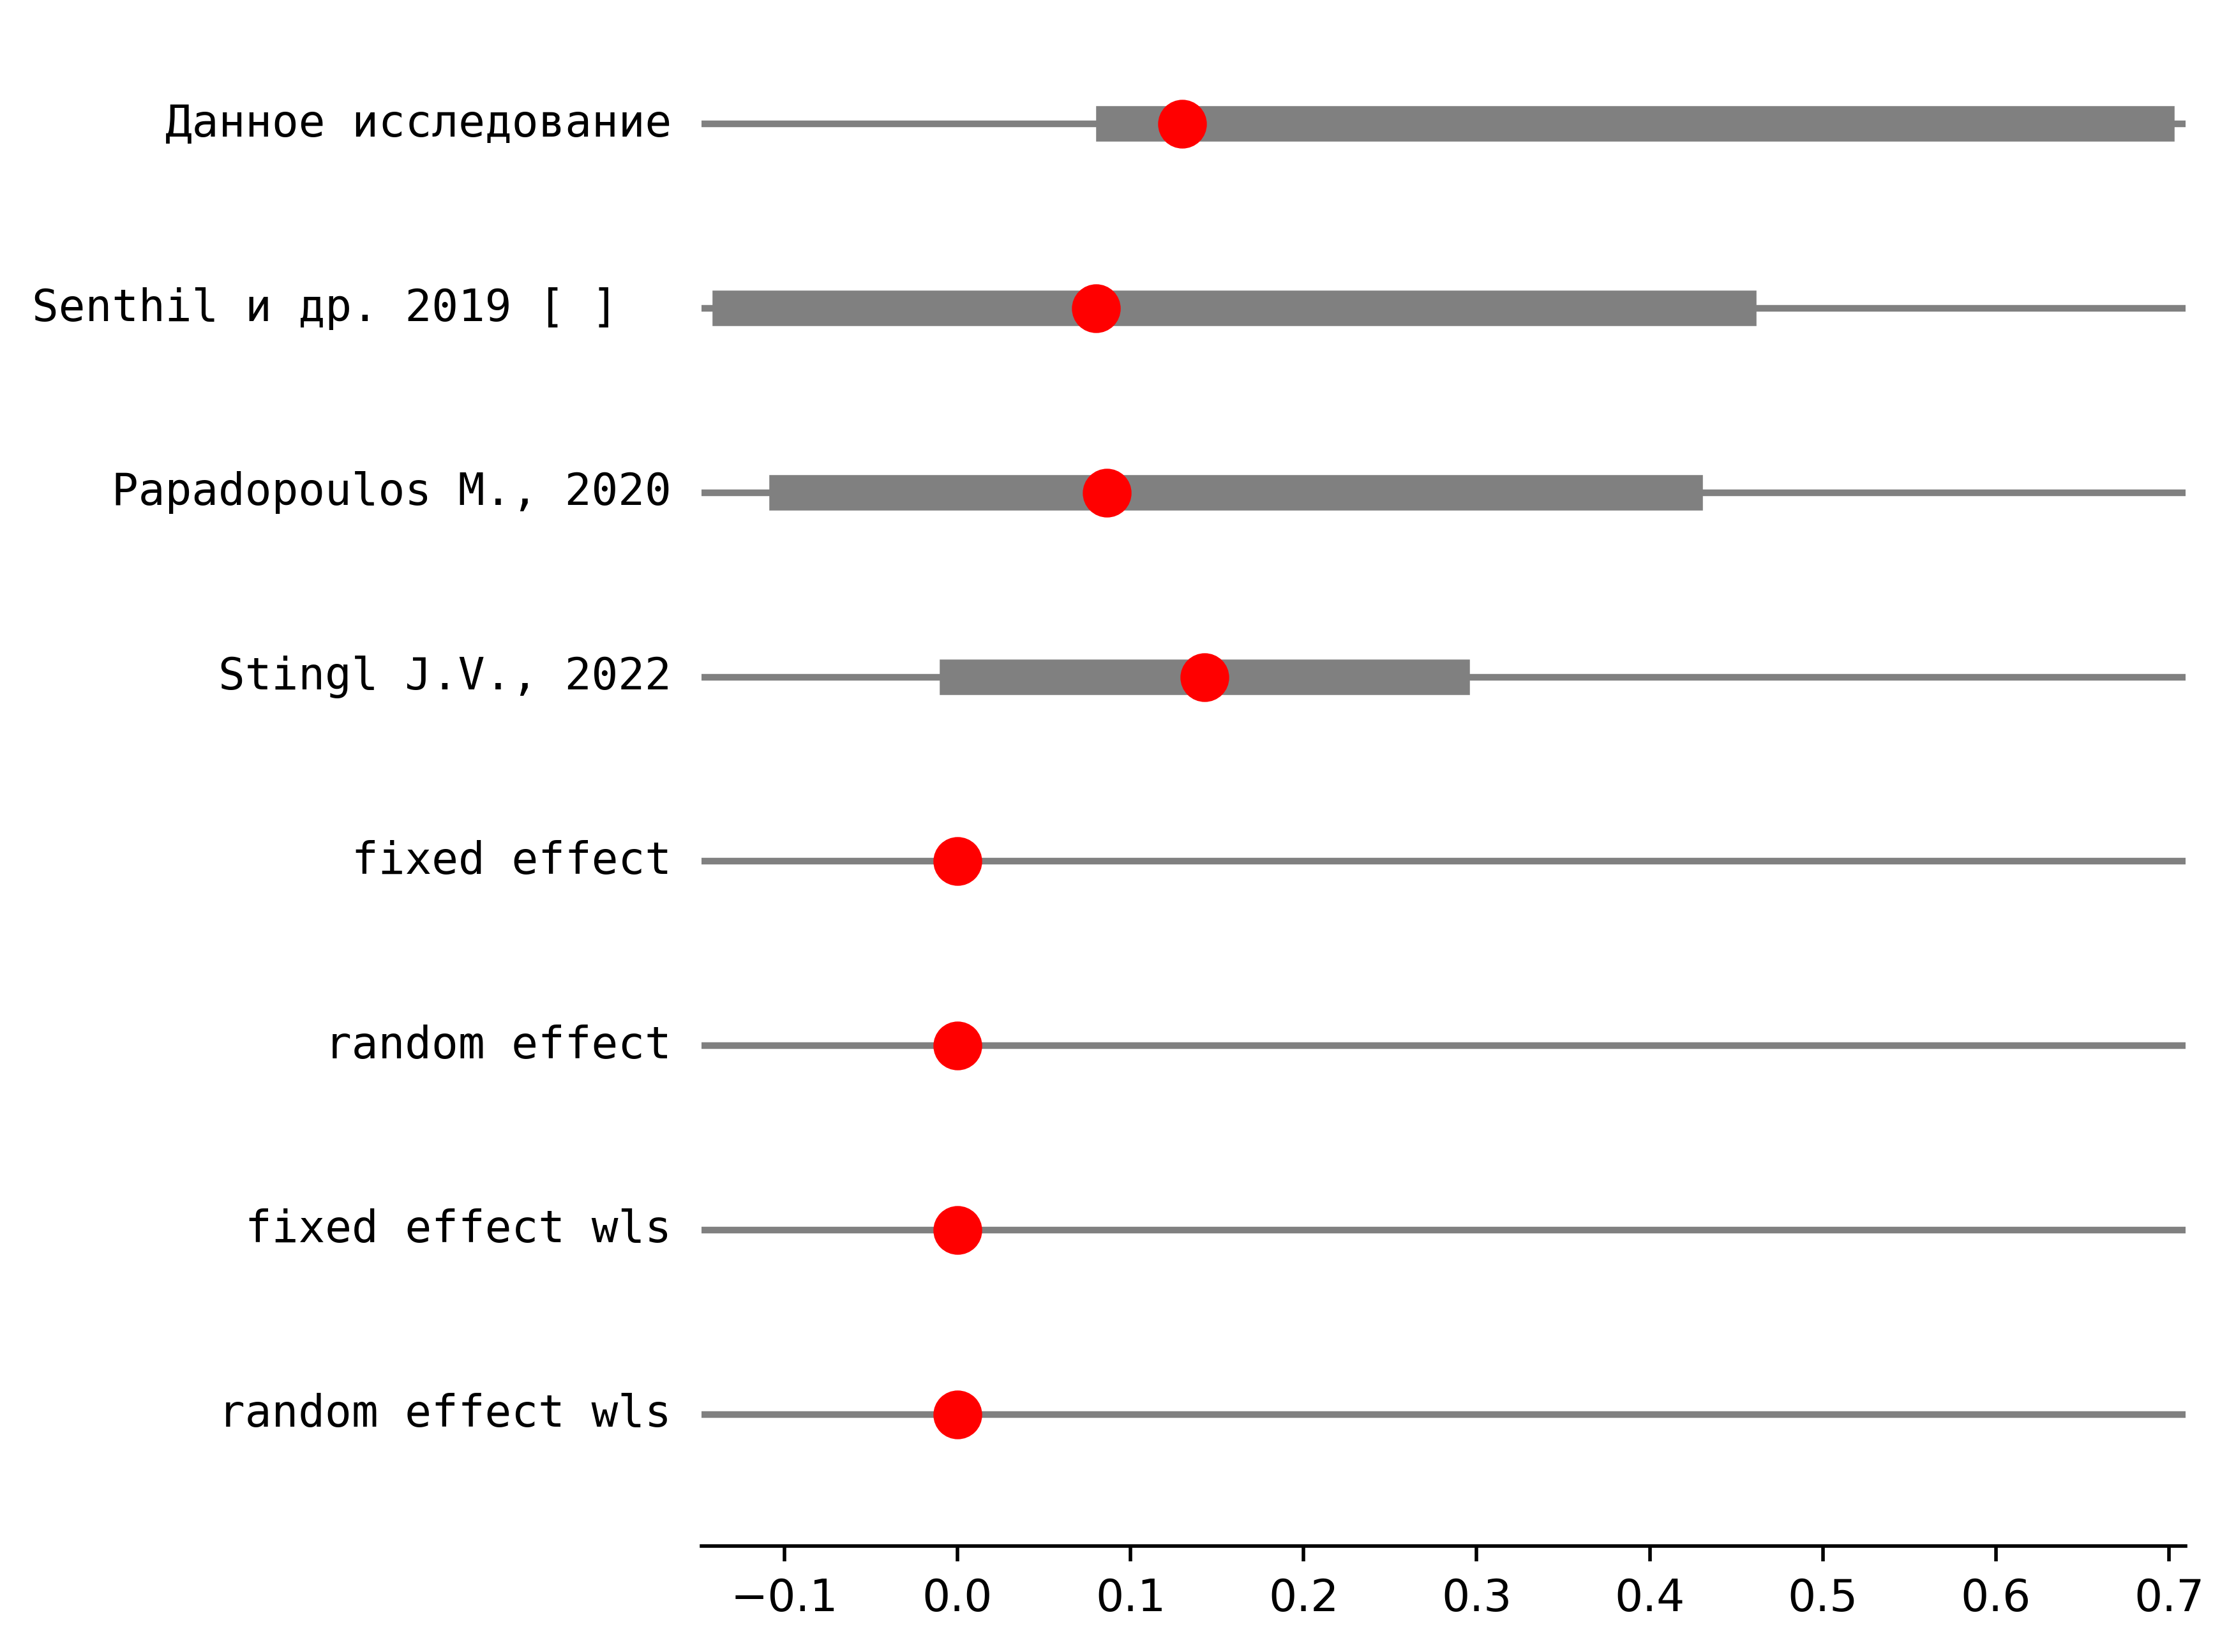 Данное исследование
Senthil и др. 2019 [ ]
Papadopoulos M., 2020
Stingl J.V., 2022
fixed effect
random effect
fixed effect wls
random effect wls
−0.1 0.0 0.1 0.2 0.3 0.4 0.5 0.6 0.7